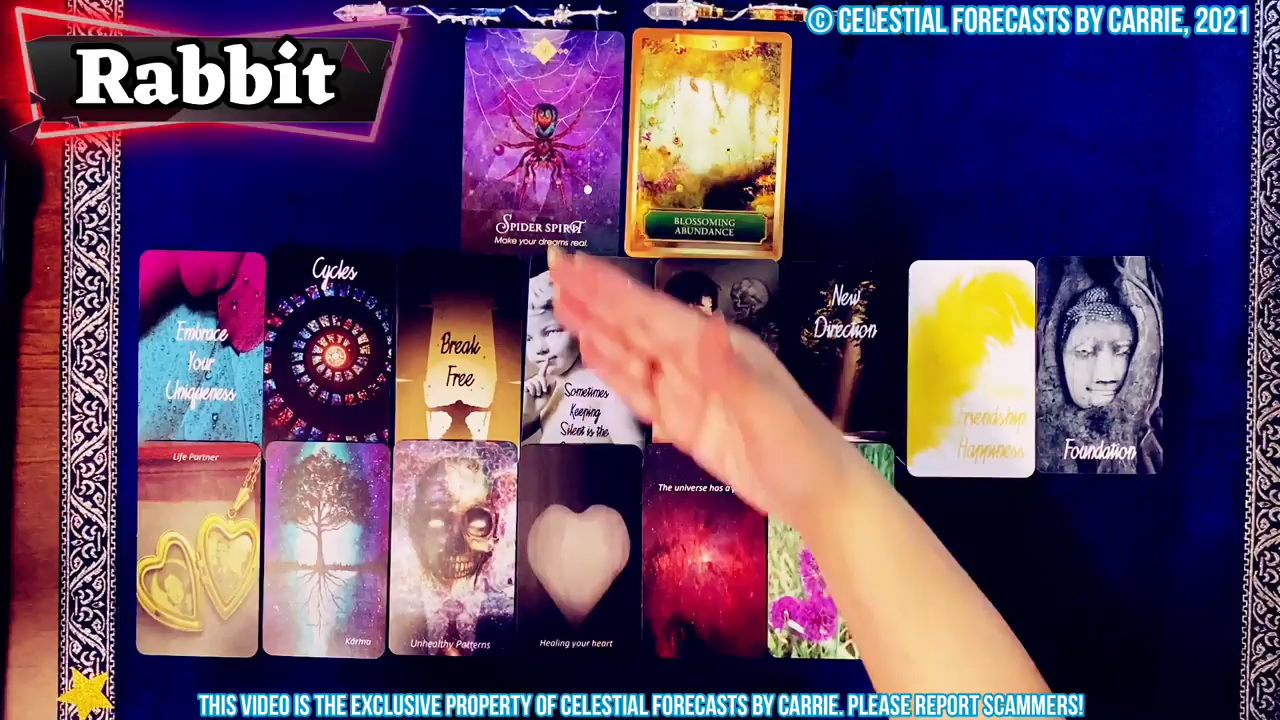 © CELESTIAL FORECASTS BY CARRIE, 2021
Rabbit
3
SPIDER SPIRIT
Make your dreams real
BLOSSOMING
ABUNDANCE
Embrace
Your
Uniqueness
Cycles
Break
Free
Sometimes
Keeping
Silent is the
New
Direction
Friendship
Happiness
Foundation
Life Partner
Karma
Unhealthy Patterns
Healing your heart
The universe has a
THIS VIDEO IS THE EXCLUSIVE PROPERTY OF CELESTIAL FORECASTS BY CARRIE. PLEASE REPORT SCAMMERS!